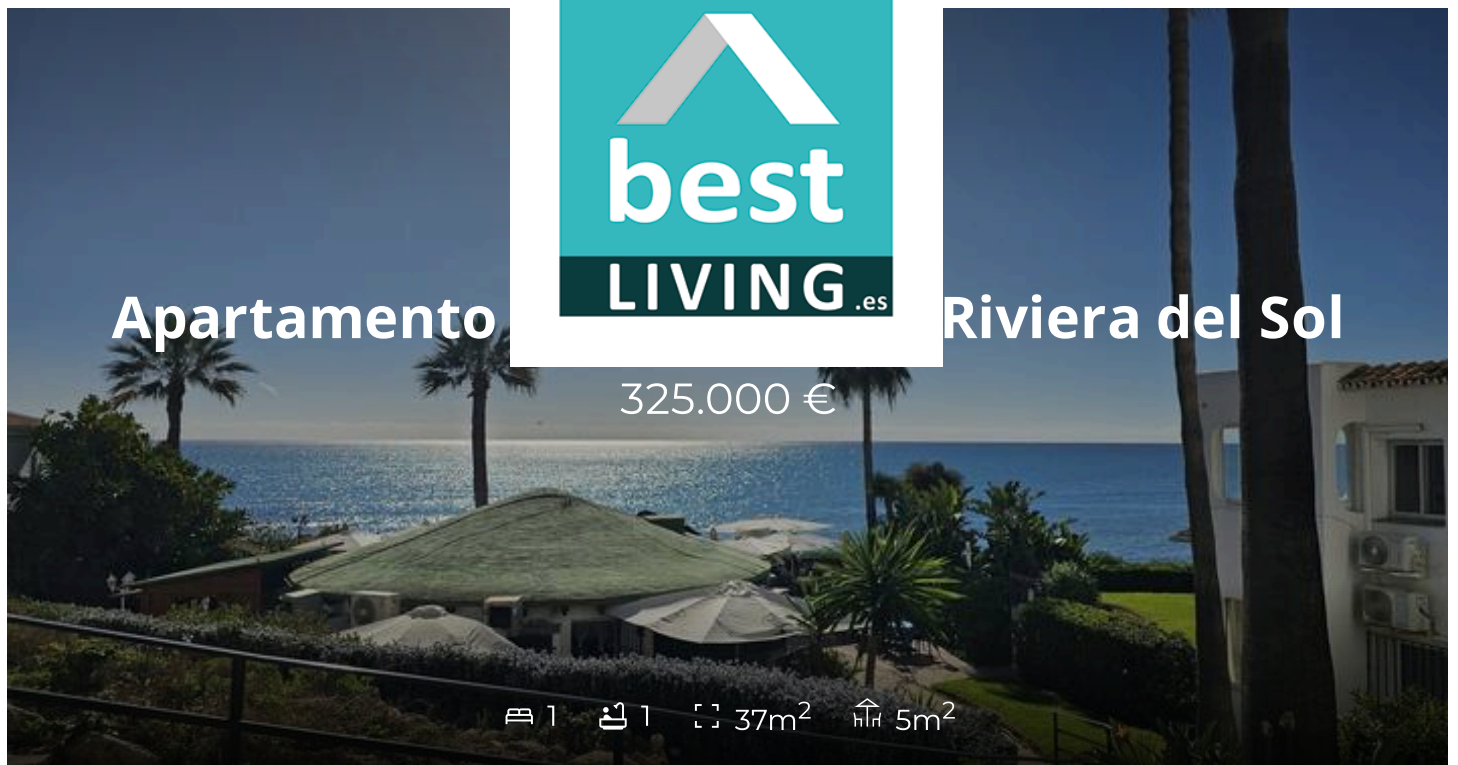 best
LIVING.es
Apartamento Riviera del Sol
325.000 €
1 1 37m² 5m²